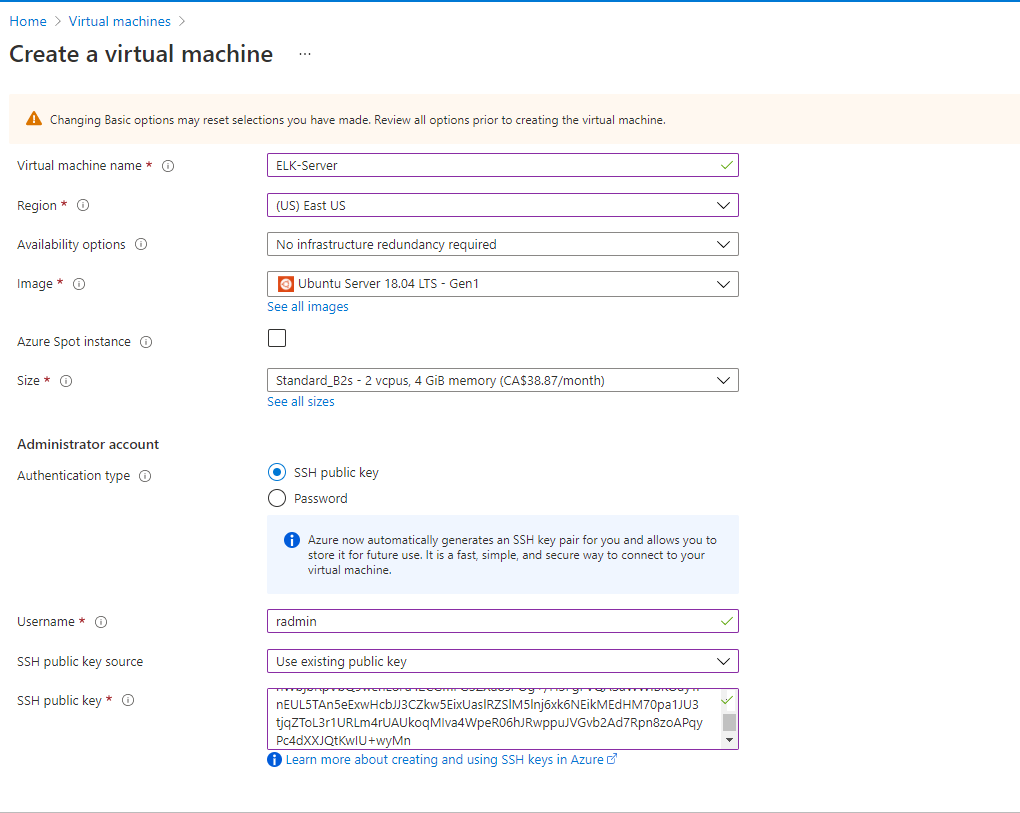 Home > Virtual machines >
Create a virtual machine ...
Changing Basic options may reset selections you have made. Review all options prior to creating the virtual machine.
Virtual machine name * ELK-Server
Region * (US) East US
Availability options No infrastructure redundancy required
Image * Ubuntu Server 18.04 LTS - Gen1
See all images
Azure Spot instance
Size * Standard_B2s - 2 vcpus, 4 GiB memory (CA$38.87/month)
See all sizes
Administrator account
Authentication type SSH public key
Password
Azure now automatically generates an SSH key pair for you and allows you to
store it for future use. It is a fast, simple, and secure way to connect to your
virtual machine.
Username * radmin
SSH public key source Use existing public key
SSH public key *
nEUL5TAn5eExwHcbJJ3CZkw5EixUaslRZSlM5lnj6xk6NEikMEdHM70pa1JU3
tjqZToL3r1URLm4rUAUkoqMIva4WpeR06hJRwppuJVGvb2Ad7Rpn8zoAPqy
Pc4dXXJQtKwIU+wyMn
Learn more about creating and using SSH keys in Azure